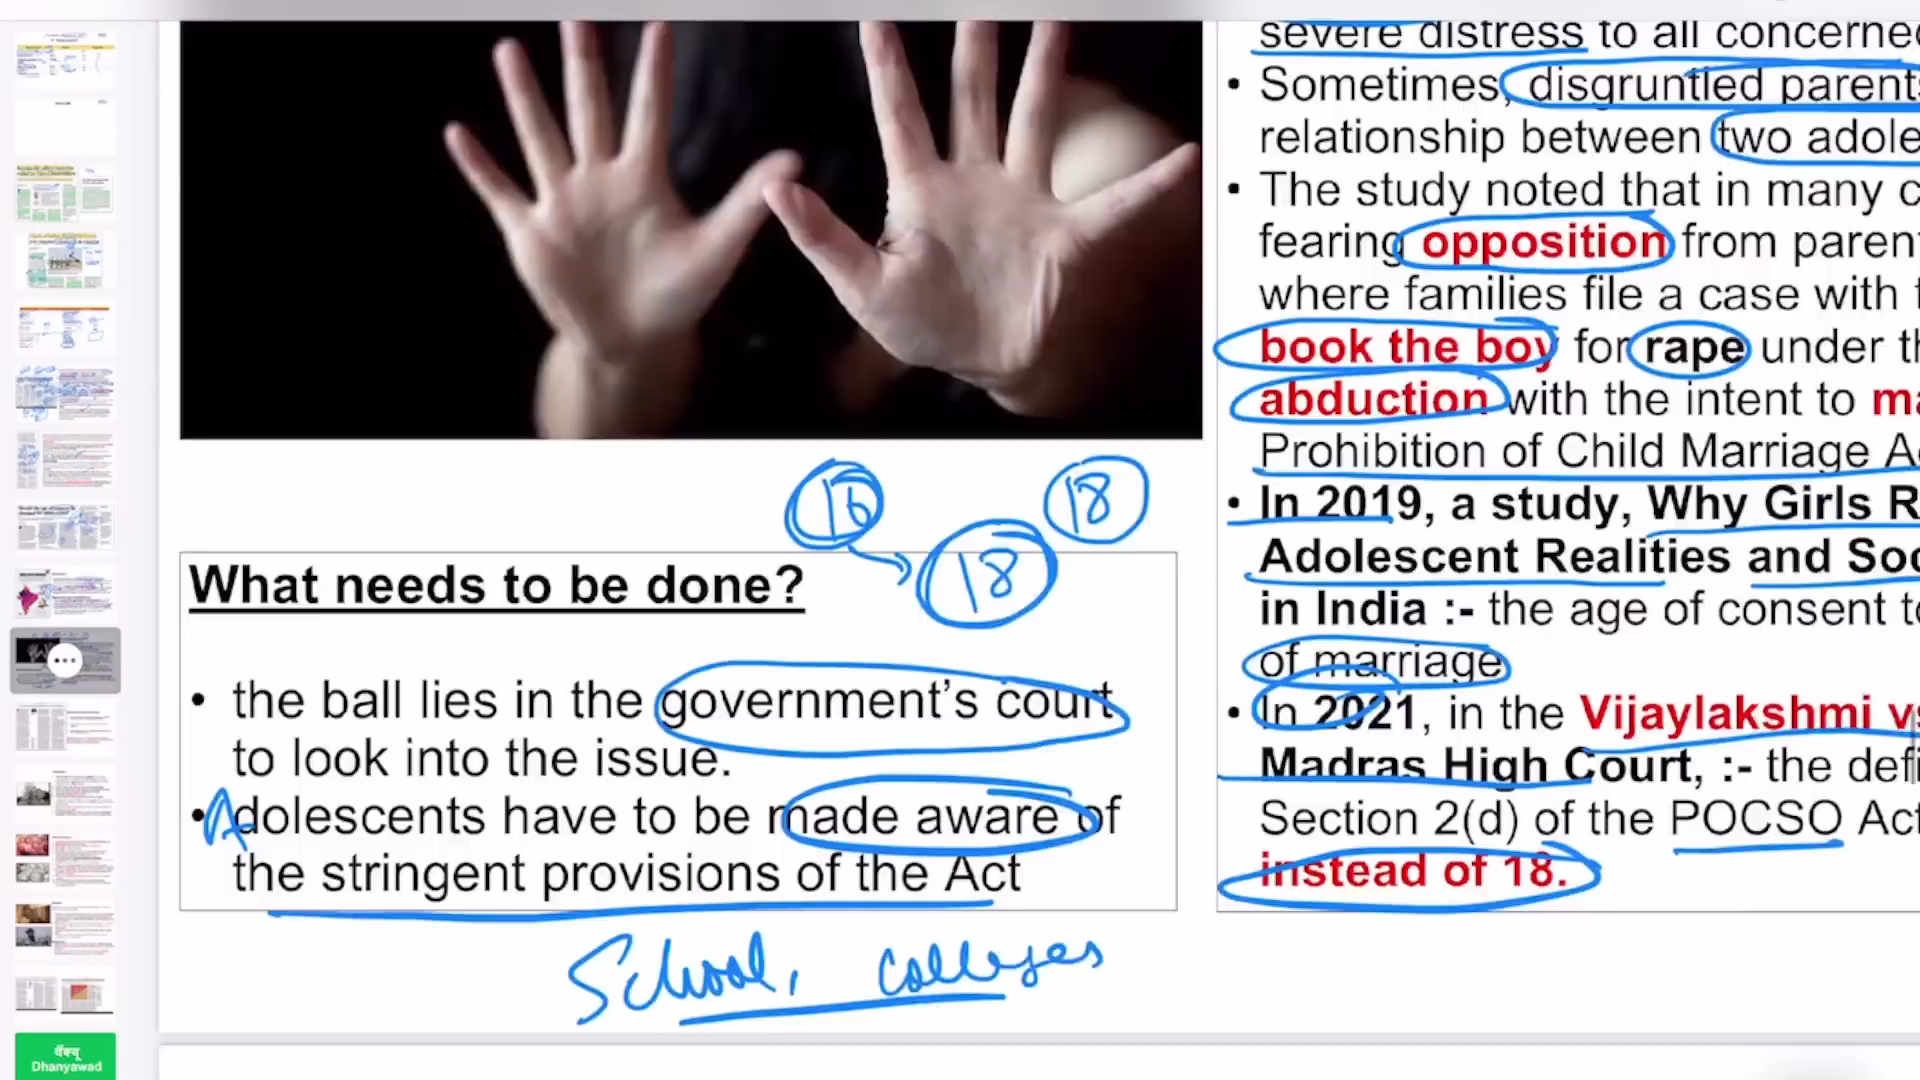 severe distress to all concerne
• Sometimes, disgruntled parent
relationship between two adole
• The study noted that in many c
fearing opposition from paren
where families file a case with
book the boy for rape under th
abduction with the intent to ma
Prohibition of Child Marriage A
• In 2019, a study, Why Girls R
Adolescent Realities and Soc
in India :- the age of consent to
of marriage
• In 2021, in the Vijaylakshmi v
Madras High Court, :- the defi
Section 2(d) of the POCSO Act
instead of 18.
16
18
18
What needs to be done?
• the ball lies in the government's court
to look into the issue.
• Adolescents have to be made aware of
the stringent provisions of the Act
School, colleges
थैंक्यू
Dhanyawad